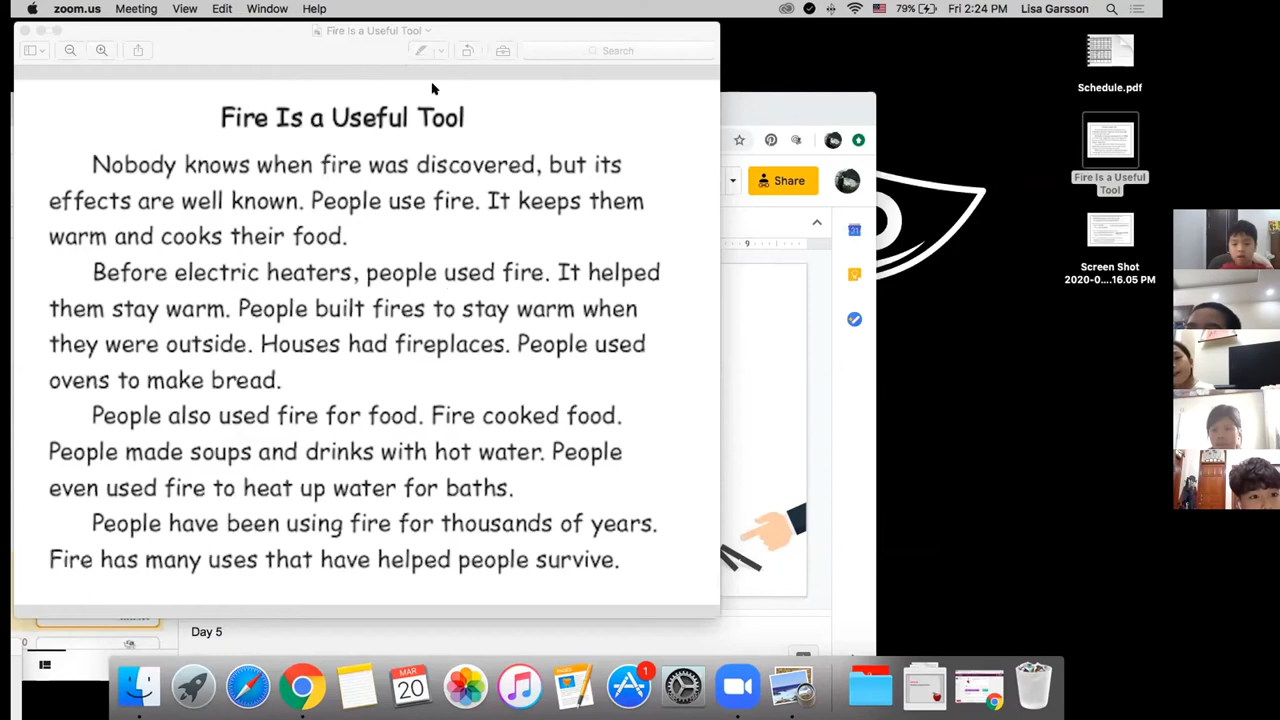 zoom.us Meeting View Edit Window Help
79% Fri 2:24 PM Lisa Garsson
Fire Is a Useful Tool
Search
Fire Is a Useful Tool
Nobody knows when fire was discovered, but its
effects are well known. People use fire. It keeps them
warm and cooks their food.
Before electric heaters, people used fire. It helped
them stay warm. People built fires to stay warm when
they were outside. Houses had fireplaces. People used
ovens to make bread.
People also used fire for food. Fire cooked food.
People made soups and drinks with hot water. People
even used fire to heat up water for baths.
People have been using fire for thousands of years.
Fire has many uses that have helped people survive.
Share
9
31
Day 5
Schedule.pdf
Fire Is a Useful
Tool
Screen Shot
2020-0....16.05 PM
MAR
20
1